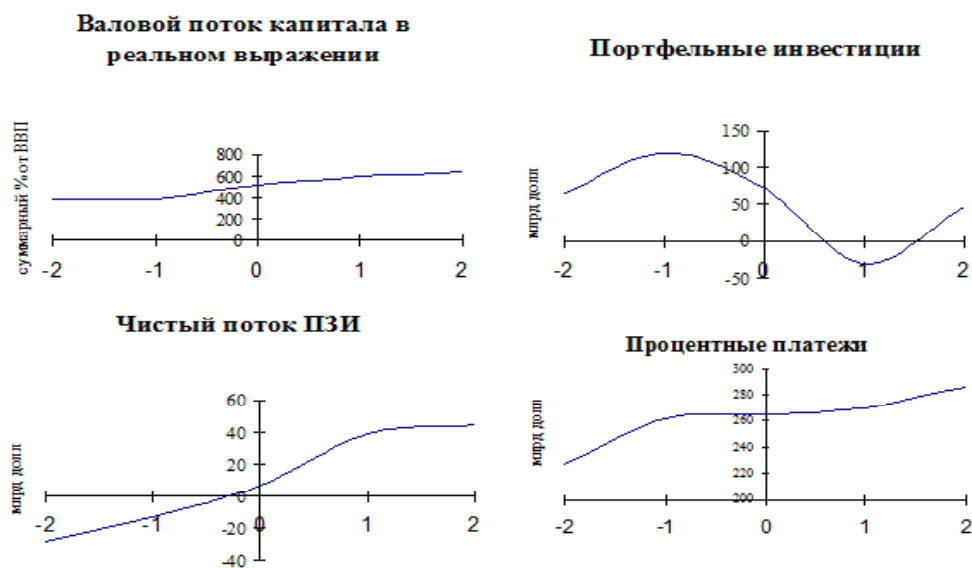 Валовой поток капитала в
реальном выражении
суммарный % от ВВП
800
600
400
200
0
-2 -1 0 1 2
Портфельные инвестиции
млрд долл
150
100
50
0
-50
-2 -1 0 1 2
Чистый поток ПЗИ
млрд долл
60
40
20
0
-20
-40
-2 -1 0 1 2
Процентные платежи
млрд долл
300
280
260
240
220
200
-2 -1 0 1 2